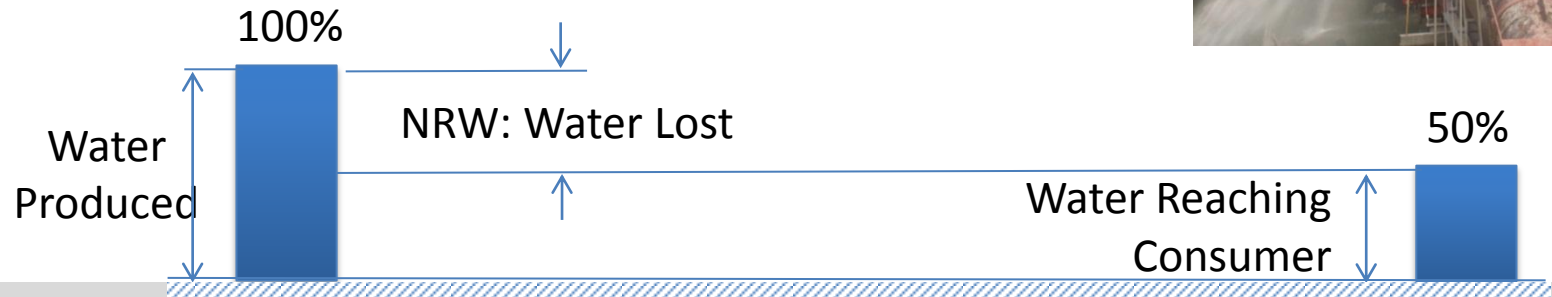 100%
NRW: Water Lost
Water
Produced
50%
Water Reaching
Consumer